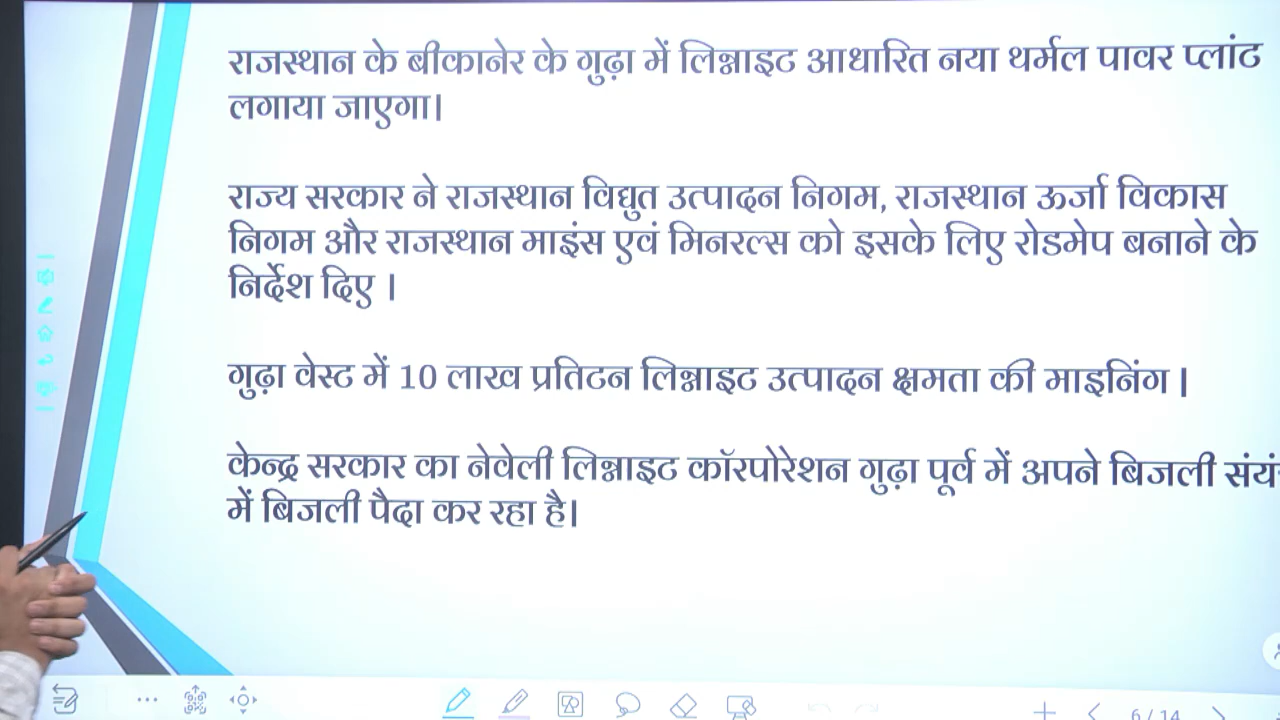 राजस्थान के बीकानेर के गुढ़ा में लिग्नाइट आधारित नया थर्मल पावर प्लांट
लगाया जाएगा।
राज्य सरकार ने राजस्थान विद्युत उत्पादन निगम, राजस्थान ऊर्जा विकास
निगम और राजस्थान माइंस एवं मिनरल्स को इसके लिए रोडमेप बनाने के
निर्देश दिए ।
गुढ़ा वेस्ट में 10 लाख प्रतिटन लिग्नाइट उत्पादन क्षमता की माइनिंग |
केन्द्र सरकार का नेवेली लिग्नाइट कॉरपोरेशन गुढ़ा पूर्व में अपने बिजली
में बिजली पैदा कर रहा है।
6 / 14